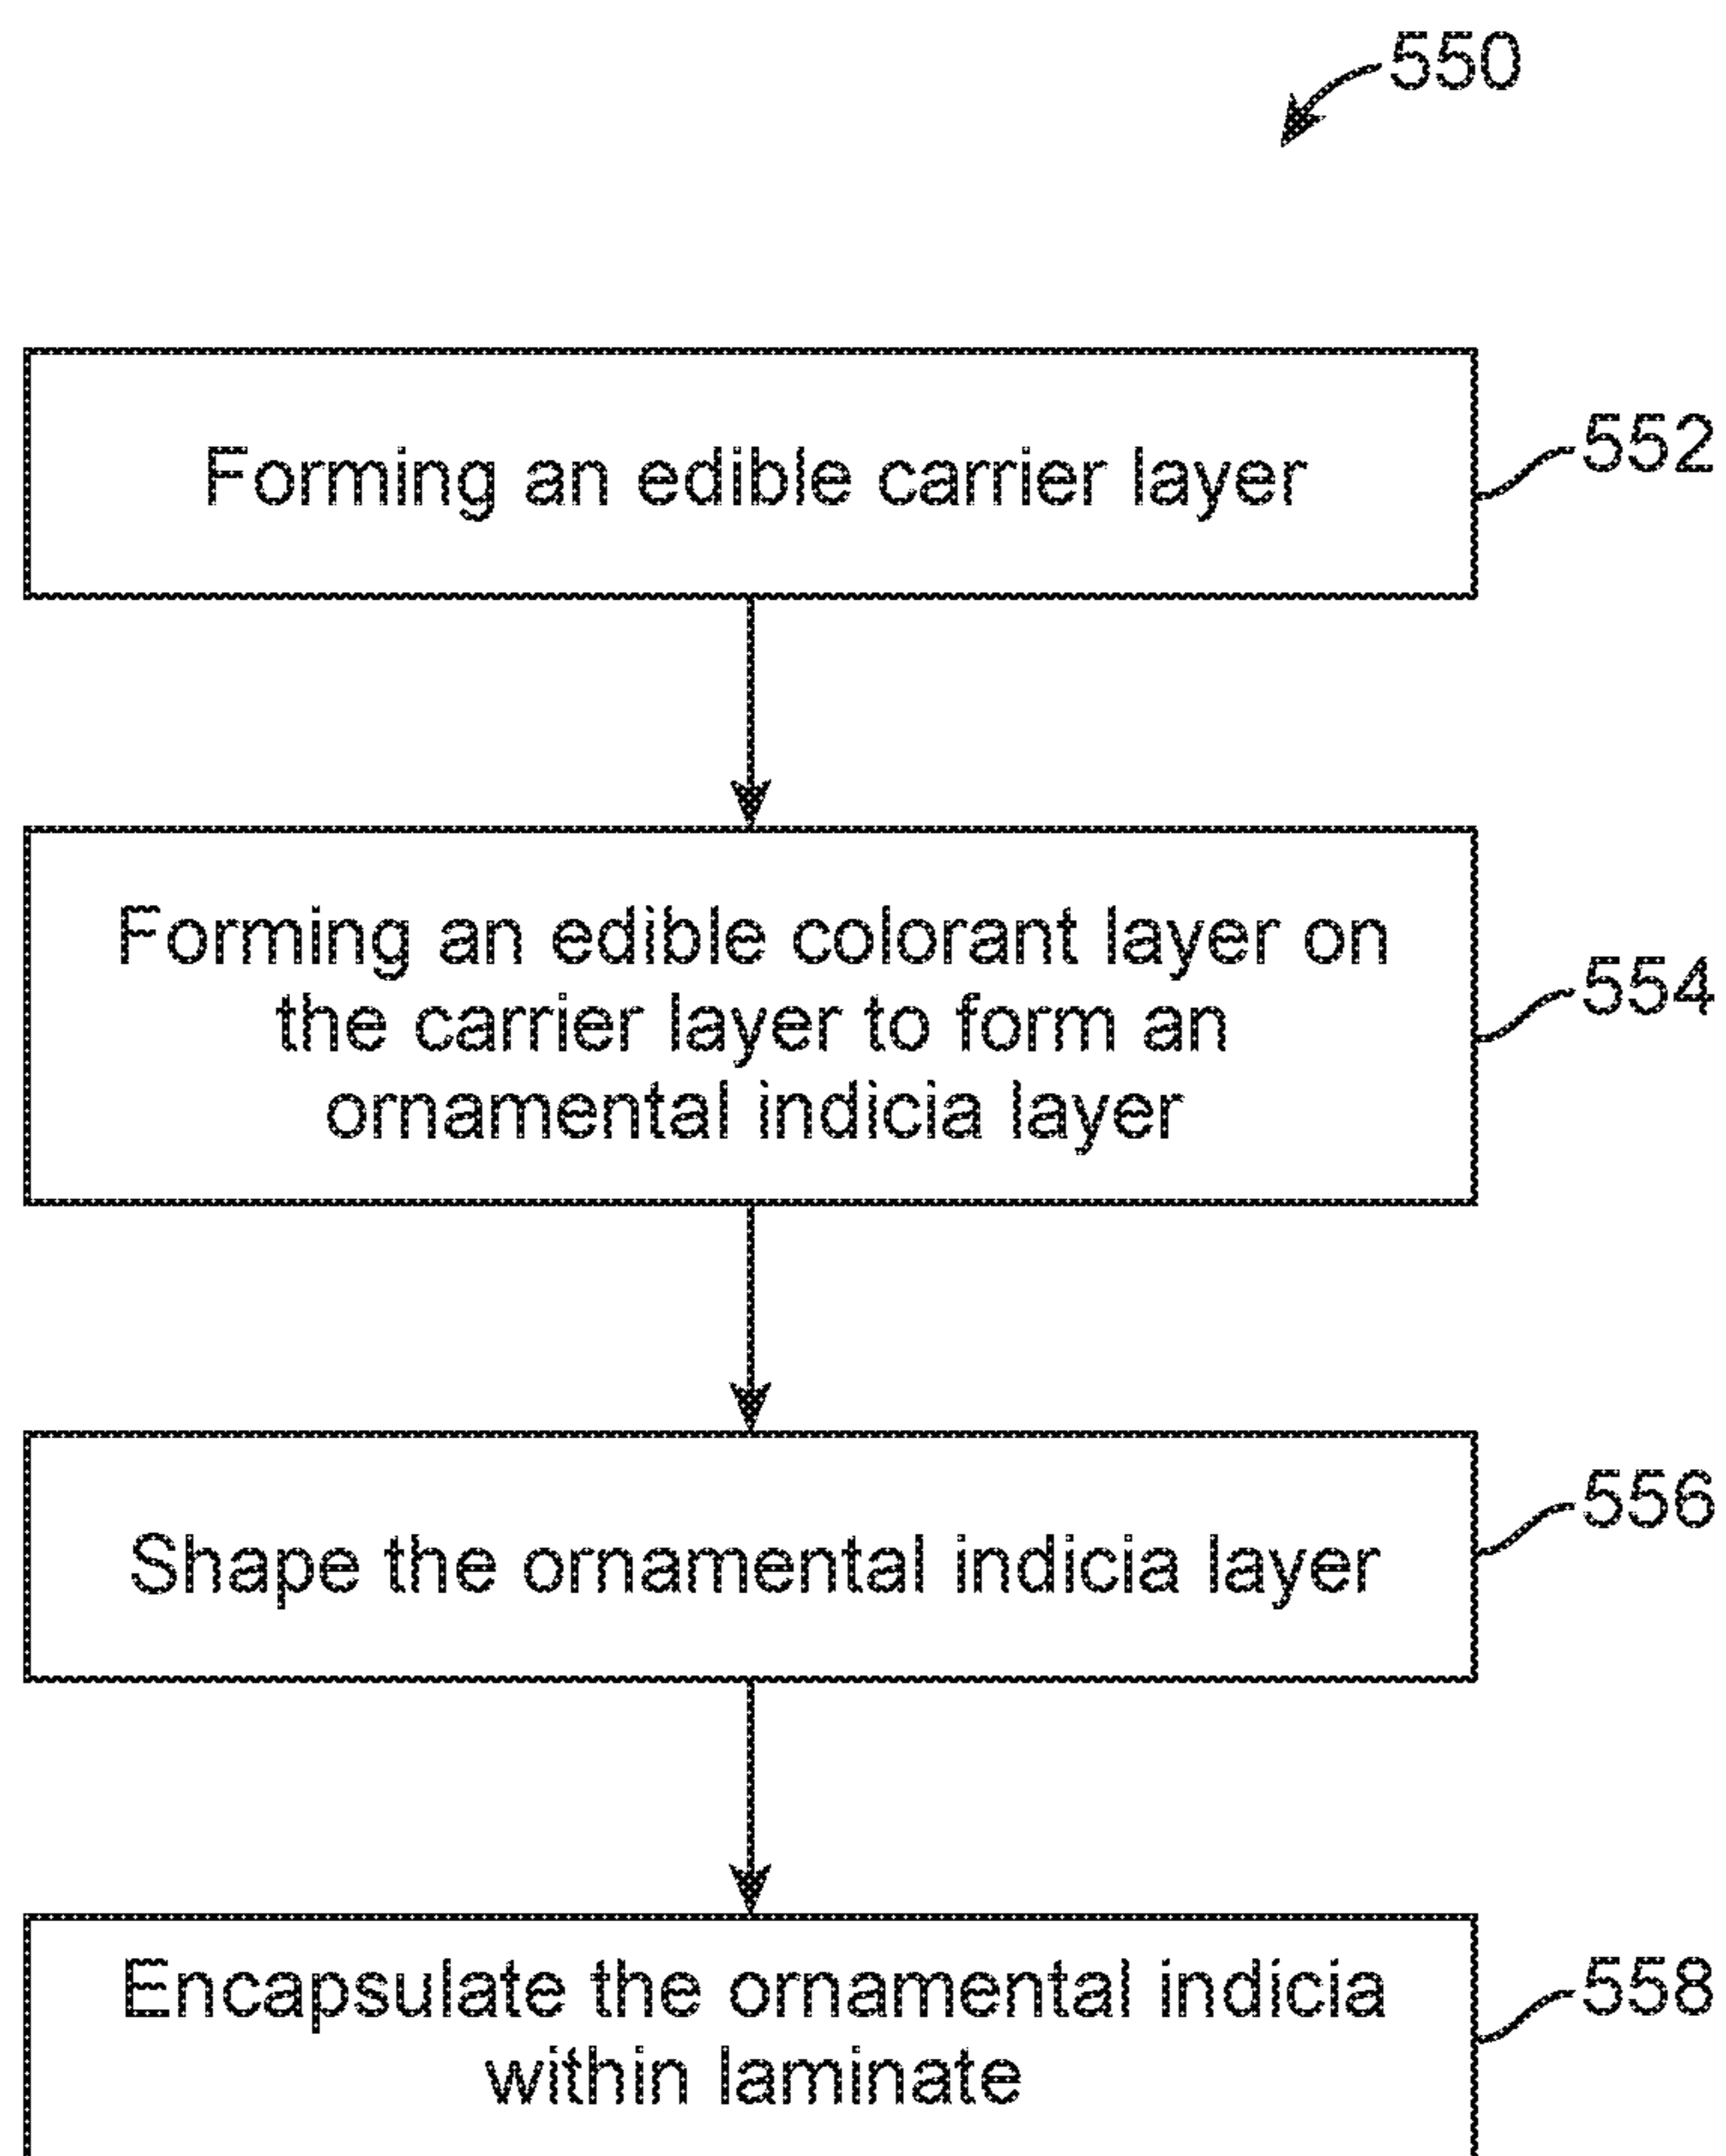 550
Forming an edible carrier layer
552
Forming an edible colorant layer on
the carrier layer to form an
ornamental indicia layer
554
Shape the ornamental indicia layer
556
Encapsulate the ornamental indicia
within laminate
558